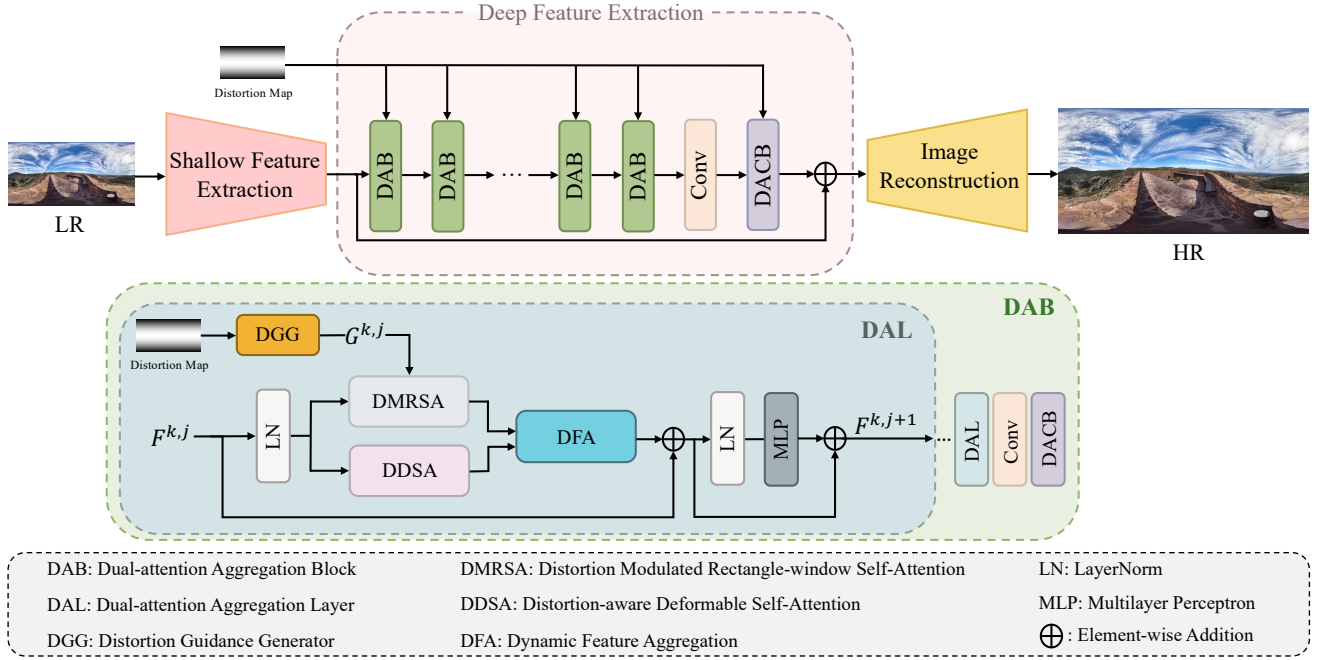 Deep Feature Extraction
Distortion Map
LR
Shallow Feature
Extraction
DAB
DAB
...
DAB
DAB
Conv
DACB
Image
Reconstruction
HR
DAB
DAL
Distortion Map
DGG
G^{k,j}
F^{k,j}
LN
DMRSA
DDSA
DFA
LN
MLP
F^{k,j+1}
...
DAL
Conv
DACB
DAB: Dual-attention Aggregation Block
DAL: Dual-attention Aggregation Layer
DGG: Distortion Guidance Generator
DMRSA: Distortion Modulated Rectangle-window Self-Attention
DDSA: Distortion-aware Deformable Self-Attention
DFA: Dynamic Feature Aggregation
LN: LayerNorm
MLP: Multilayer Perceptron
⊕: Element-wise Addition